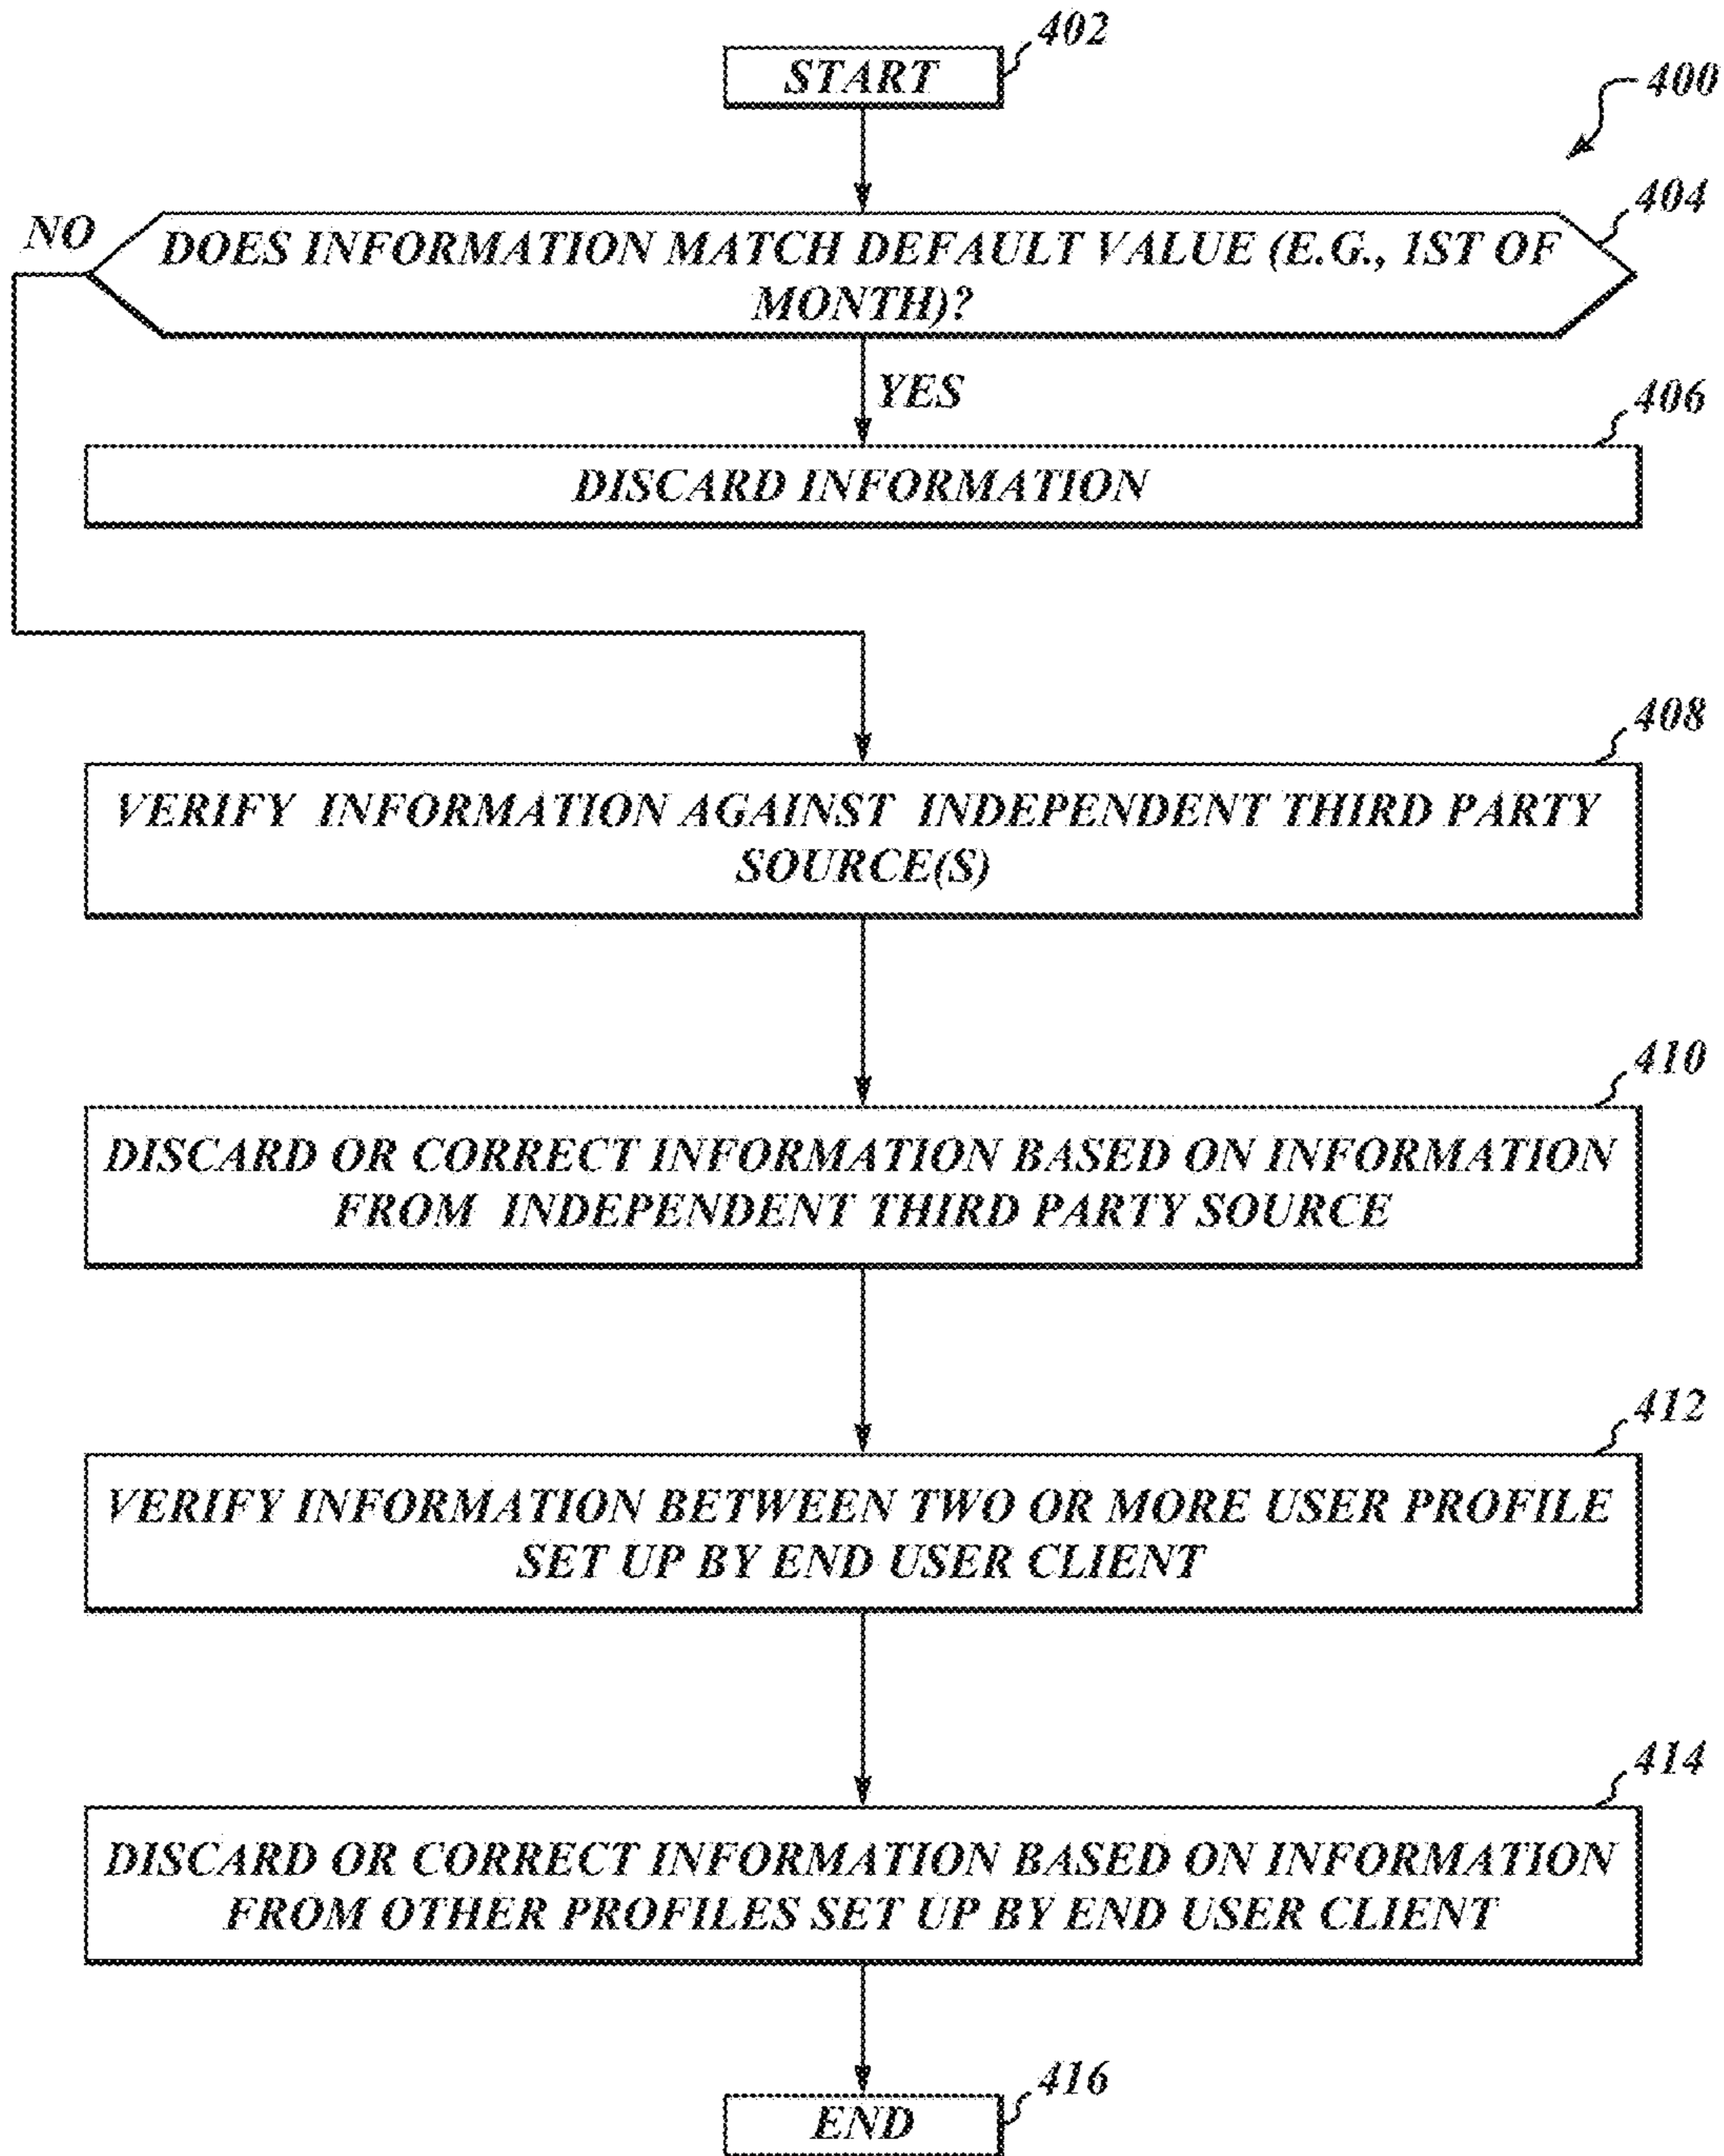 402
START
400
404
NO
DOES INFORMATION MATCH DEFAULT VALUE (E.G., 1ST OF
MONTH)?
YES
406
DISCARD INFORMATION
408
VERIFY INFORMATION AGAINST INDEPENDENT THIRD PARTY
SOURCE(S)
410
DISCARD OR CORRECT INFORMATION BASED ON INFORMATION
FROM INDEPENDENT THIRD PARTY SOURCE
412
VERIFY INFORMATION BETWEEN TWO OR MORE USER PROFILE
SET UP BY END USER CLIENT
414
DISCARD OR CORRECT INFORMATION BASED ON INFORMATION
FROM OTHER PROFILES SET UP BY END USER CLIENT
416
END